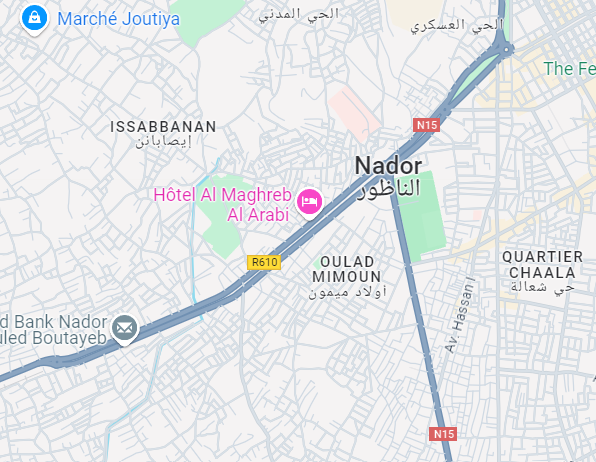 Marché Joutiya
الحي المدني
الحي العسكري
The Fe
N15
ISSABBANAN
إيصابانن
Nador
الناظور
Hôtel Al Maghreb
Al Arabi
R610
OULAD
MIMOUN
أولاد ميمون
QUARTIER
CHAALA
حي شعالة
Av. Hassan I
d Bank Nador
uled Boutayeb
N15